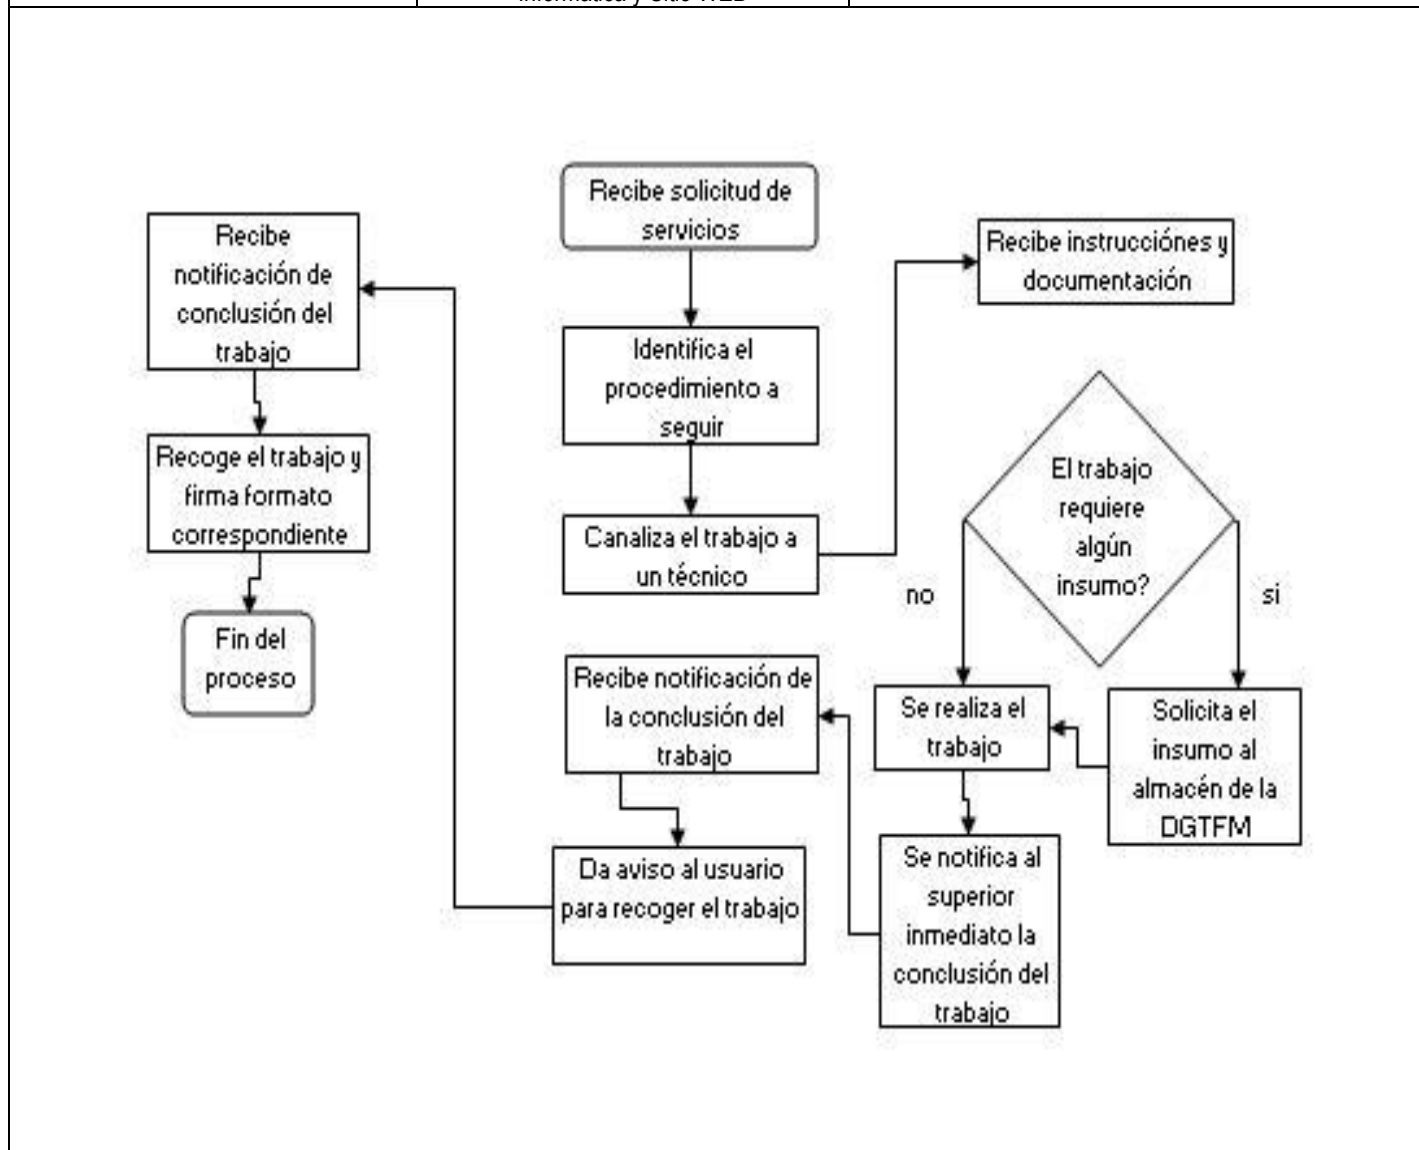 Informática y Sitio WEB
Recibe solicitud de
servicios
Identifica el
procedimiento a
seguir
Canaliza el trabajo a
un técnico
Recibe instrucciónes y
documentación
El trabajo
requiere
algún
insumo?
no
si
Se realiza el
trabajo
Solicita el
insumo al
almacén de la
DGTFM
Se notifica al
superior
inmediato la
conclusión del
trabajo
Recibe notificación de
la conclusión del
trabajo
Da aviso al usuario
para recoger el trabajo
Recibe
notificación de
conclusión del
trabajo
Recoge el trabajo y
firma formato
correspondiente
Fin del
proceso